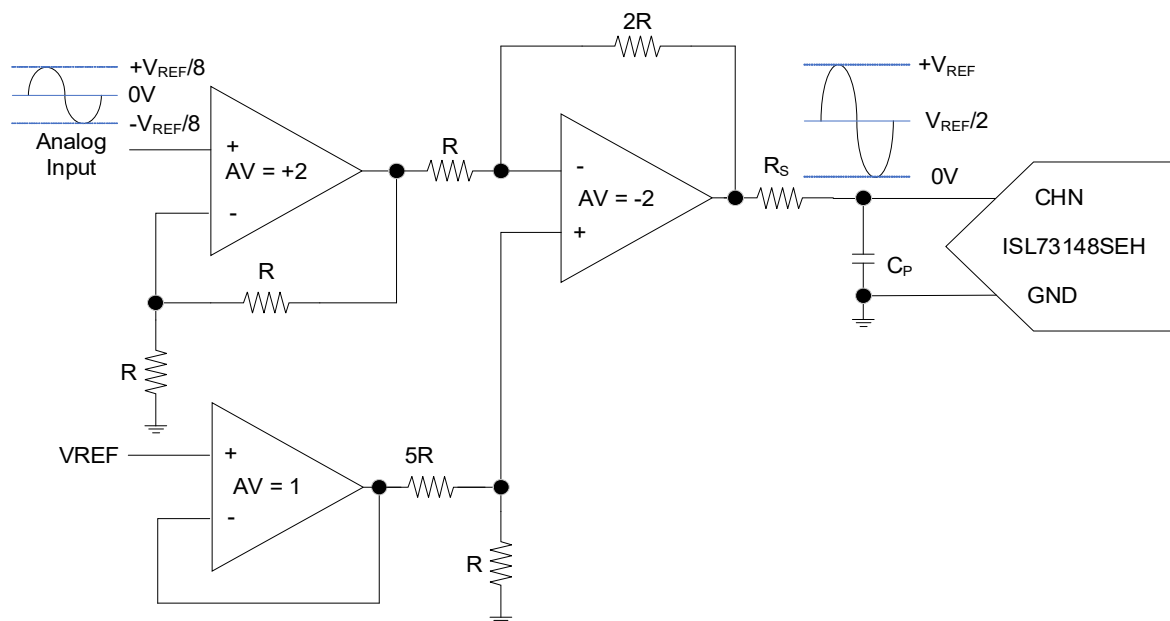 +VREF/8
0V
-VREF/8
Analog
Input
+
AV = +2
-
R
R
R
2R
-
AV = -2
+
RS
+VREF
VREF/2
0V
CHN
ISL73148SEH
GND
CP
VREF
+
AV = 1
-
5R
R